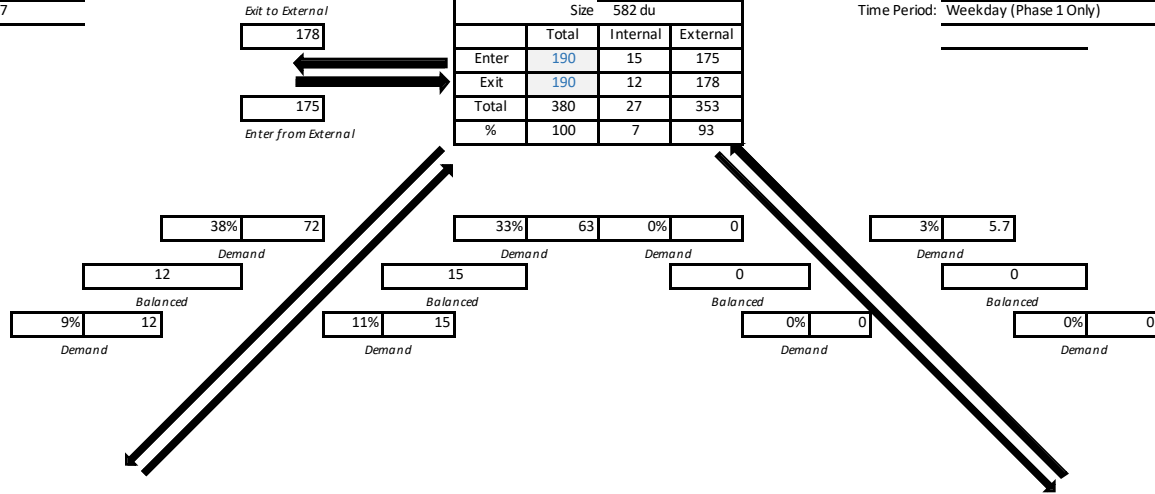 7
Exit to External
Size 582 du
Time Period: Weekday (Phase 1 Only)
178
Total Internal External
Enter 190 15 175
Exit 190 12 178
175
Total 380 27 353
Enter from External
% 100 7 93
38% 72 33% 63 0% 0 3% 5.7
Demand Demand Demand Demand
12 15 0 0
Balanced Balanced Balanced Balanced
9% 12 11% 15 0% 0 0% 0
Demand Demand Demand Demand